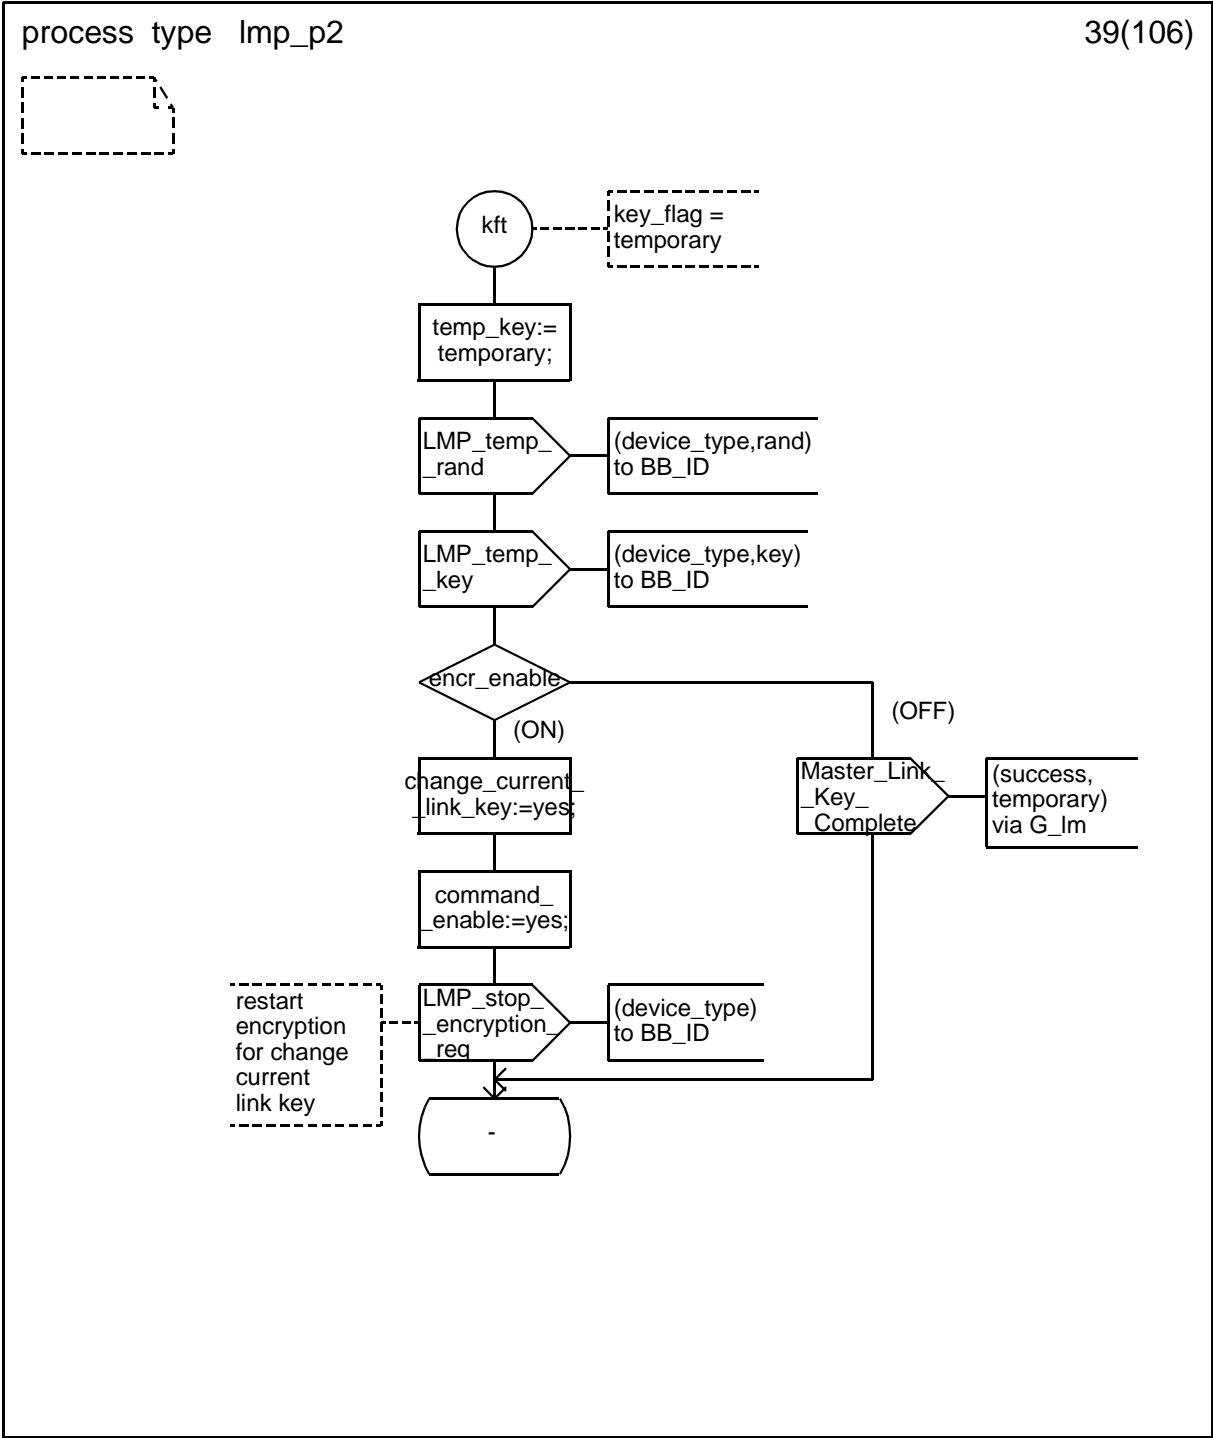 process type lmp_p2
39(106)
kft
key_flag =
temporary
temp_key:=
temporary;
LMP_temp_
_rand
(device_type,rand)
to BB_ID
LMP_temp_
_key
(device_type,key)
to BB_ID
encr_enable
(OFF)
(ON)
change_current_
_link_key:=yes;
Master_Link_
_Key_
_Complete
(success,
temporary)
via G_lm
command_
_enable:=yes;
restart
encryption
for change
current
link key
LMP_stop_
_encryption_
_req
(device_type)
to BB_ID
-